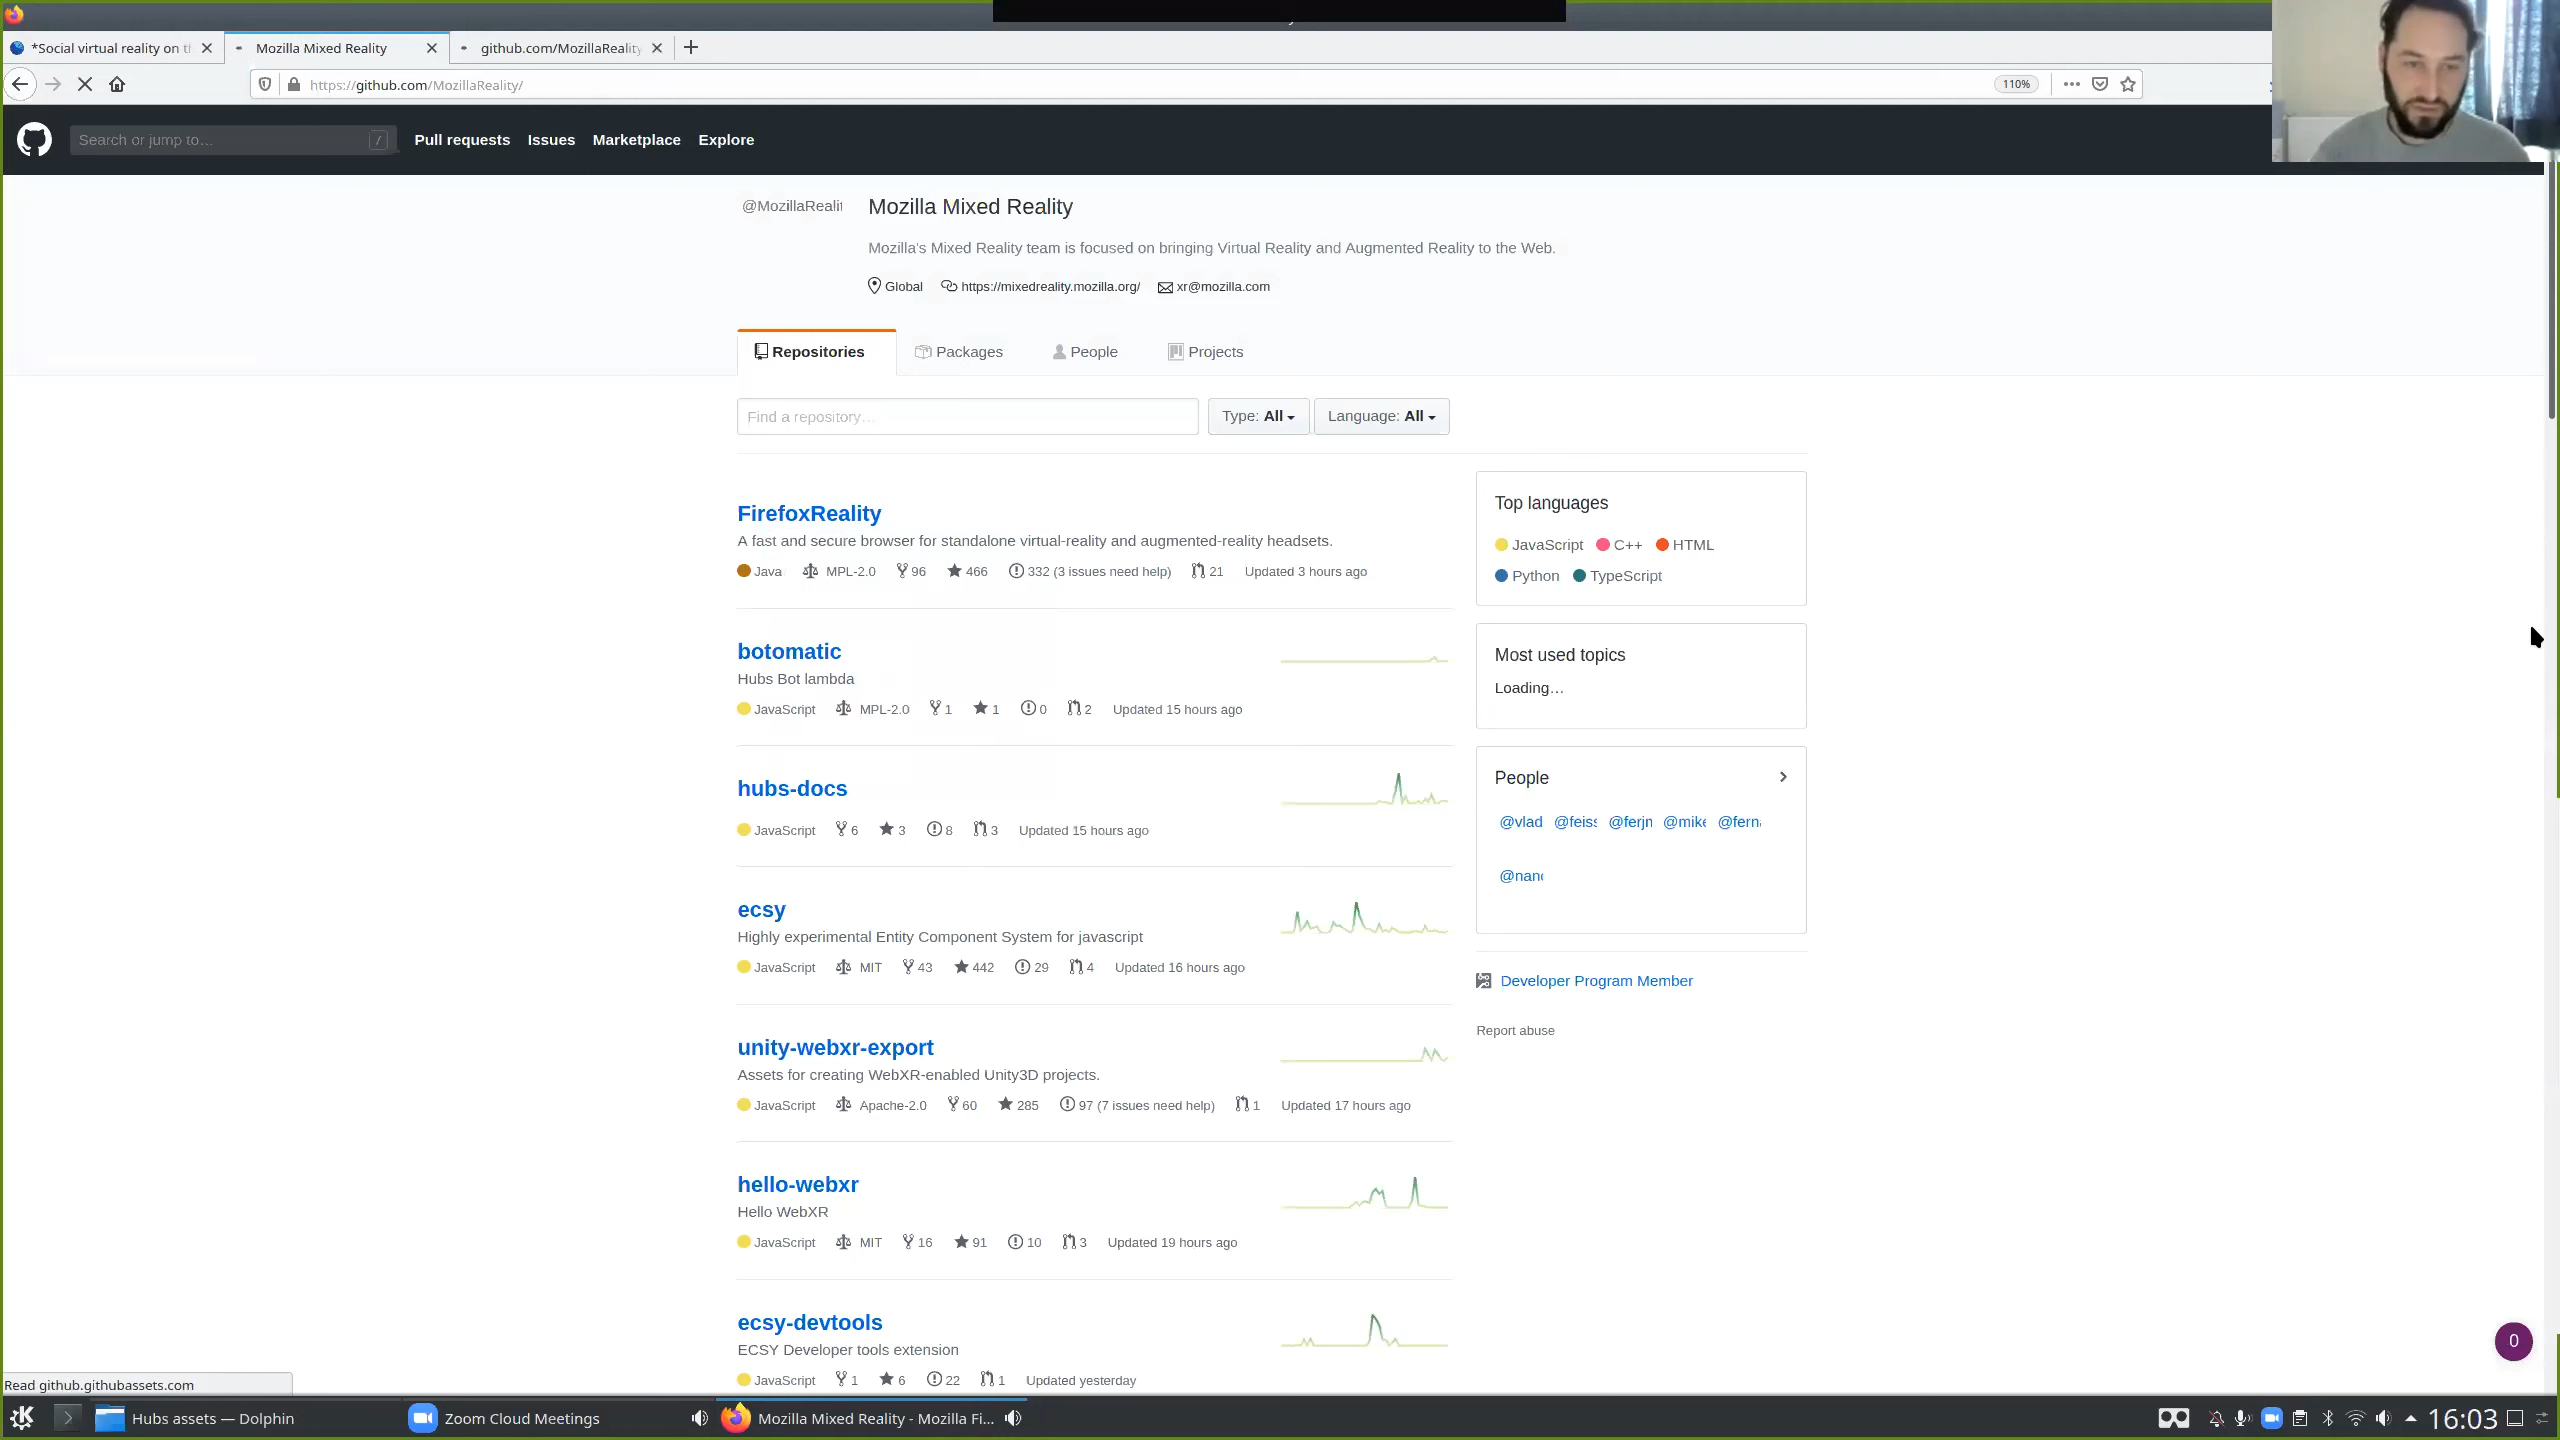 *Social virtual reality on t
Mozilla Mixed Reality
github.com/MozillaReality
https://github.com/MozillaReality/
110%
Search or jump to…
/
Pull requests
Issues
Marketplace
Explore
@MozillaRealit
Mozilla Mixed Reality
Mozilla's Mixed Reality team is focused on bringing Virtual Reality and Augmented Reality to the Web.
Global
https://mixedreality.mozilla.org/
xr@mozilla.com
Repositories
Packages
People
Projects
Find a repository…
Type: All
Language: All
FirefoxReality
A fast and secure browser for standalone virtual-reality and augmented-reality headsets.
Java MPL-2.0 96 466 332 (3 issues need help) 21 Updated 3 hours ago
botomatic
Hubs Bot lambda
JavaScript MPL-2.0 1 1 0 2 Updated 15 hours ago
hubs-docs
JavaScript 6 3 8 3 Updated 15 hours ago
ecsy
Highly experimental Entity Component System for javascript
JavaScript MIT 43 442 29 4 Updated 16 hours ago
unity-webxr-export
Assets for creating WebXR-enabled Unity3D projects.
JavaScript Apache-2.0 60 285 97 (7 issues need help) 1 Updated 17 hours ago
hello-webxr
Hello WebXR
JavaScript MIT 16 91 10 3 Updated 19 hours ago
ecsy-devtools
ECSY Developer tools extension
JavaScript 1 6 22 1 Updated yesterday
Top languages
JavaScript C++ HTML
Python TypeScript
Most used topics
Loading…
People
@vlad @feiss @ferjn @mike @ferna
@nanc
Developer Program Member
Report abuse
0
Read github.githubassets.com
Hubs assets — Dolphin
Zoom Cloud Meetings
Mozilla Mixed Reality - Mozilla Fi...
16:03